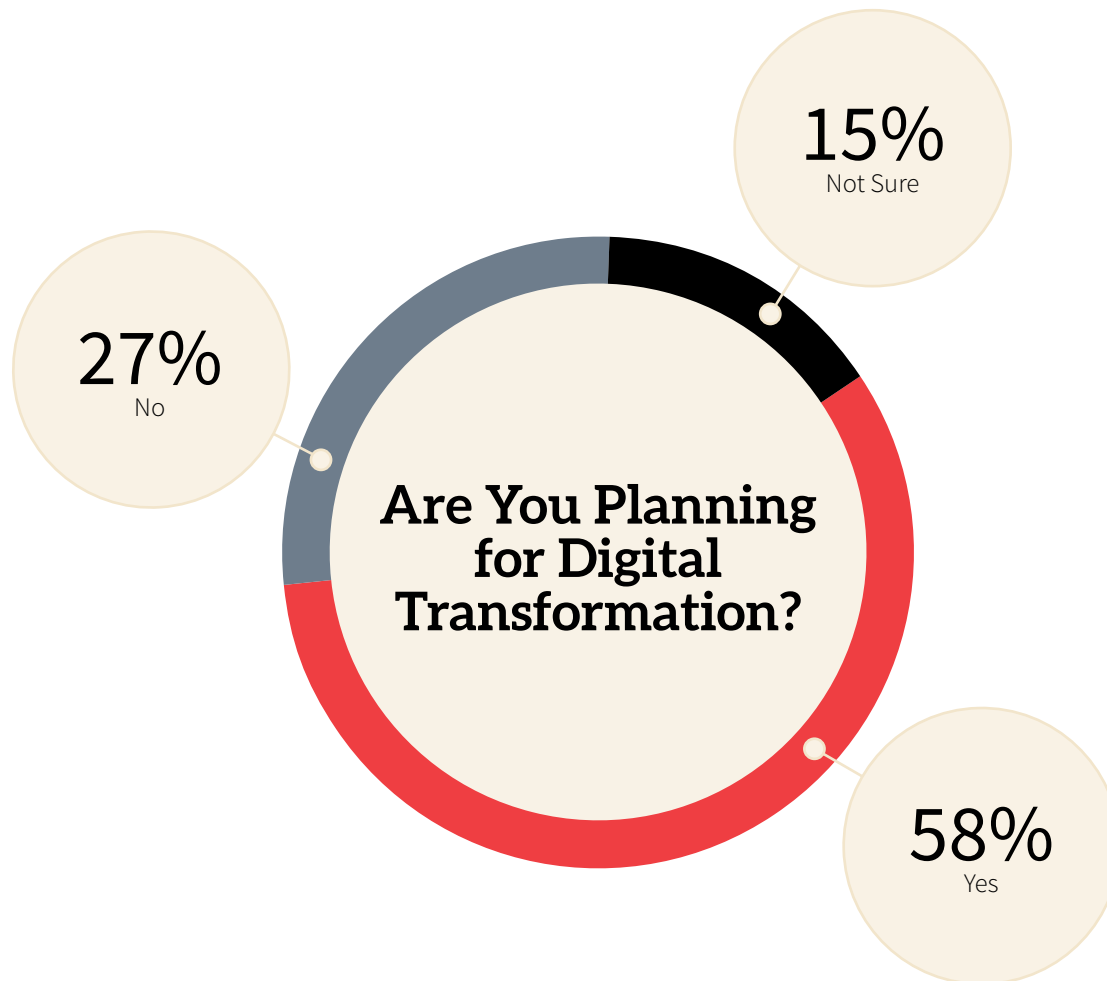 15%
Not Sure
27%
No
Are You Planning
for Digital
Transformation?
58%
Yes